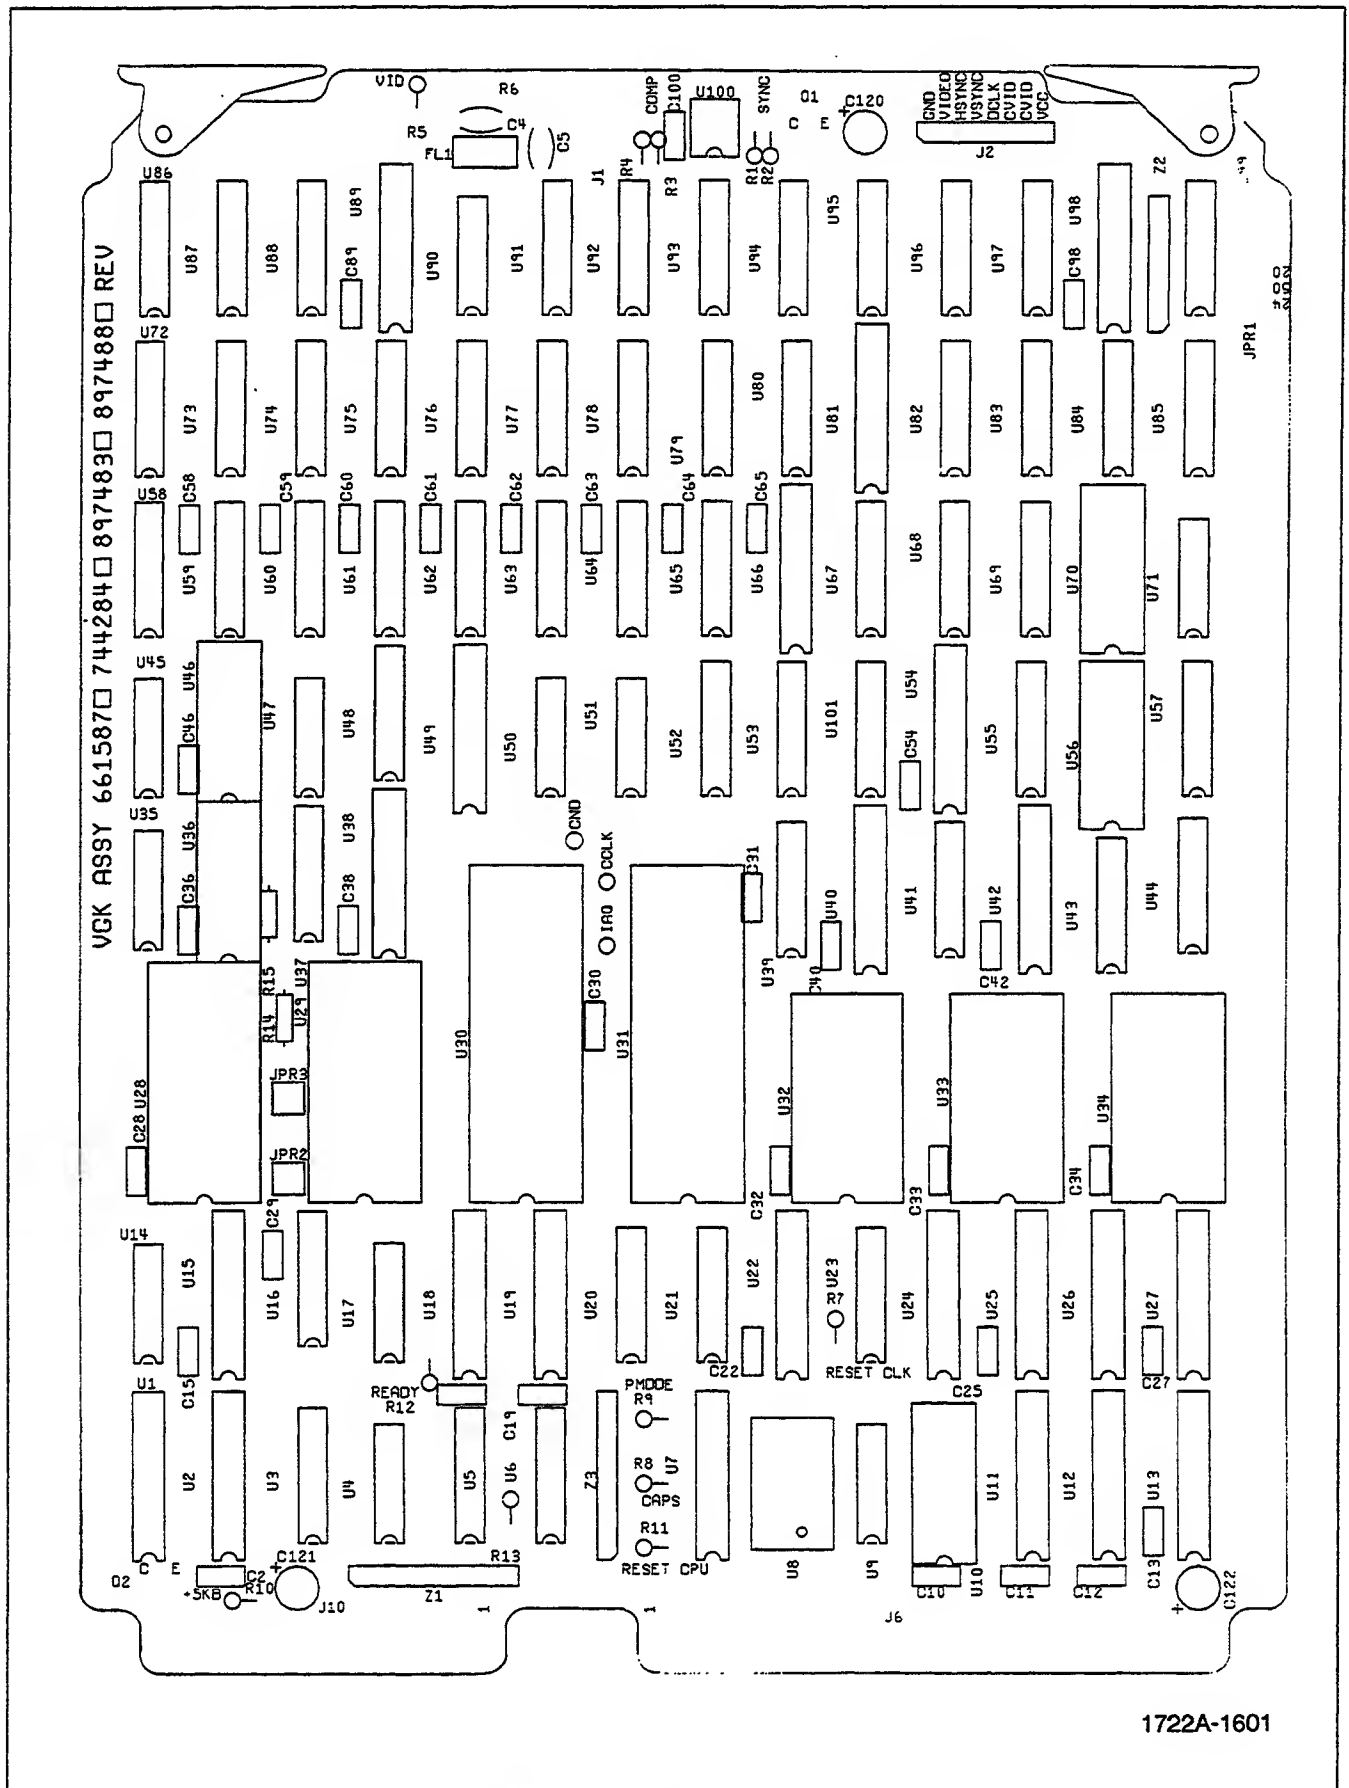 VID
R6
R5
C4
FL1
C5
COMP
C100
U100
SYNC
R4
R3
R1
R2
Q1
C E
+
C120
GND
VIDEO
HSYNC
VSYNC
DCLK
CVID
CVID
VCC
J2
J1
Z2
U86
U87
U88
U89
C89
U90
U91
U92
U93
U94
U95
U96
U97
U98
C98
JPR1
VGK ASSY 661587□ 744284□ 897483□ 897488□ REV
U72
U73
U74
U75
U76
U77
U78
U79
U80
U81
U82
U83
U84
U85
U58
C58
C59
C60
C61
C62
C63
C64
C65
U59
U60
U61
U62
U63
U64
U65
U66
U67
U68
U69
U70
U71
U45
U46
C46
U47
U48
U49
U50
U51
U52
U53
U101
U54
C54
U55
U56
U57
U35
U36
C36
U38
C38
GND
CCLK
IRQ
C31
U40
U39
C40
U41
U42
C42
U43
U44
R15
U37
R14
U29
U30
C30
U31
JPR3
JPR2
U28
C28
U32
U33
U34
C32
C33
C34
U14
U15
C29
U16
U17
U18
U19
U20
U21
U22
U23
R7
U24
U25
U26
U27
C15
C22
RESET CLK
C25
C27
U1
READY
R12
PMODE
R9
U2
U3
U4
U5
C19
U6
Z3
R8
U7
CAPS
R11
RESET CPU
U8
U9
U11
U12
U13
C13
Q2
C E
C2
+5KB
R10
+
C121
J10
Z1
R13
1
1
J6
C10
U10
C11
C12
+
C122
1722A-1601